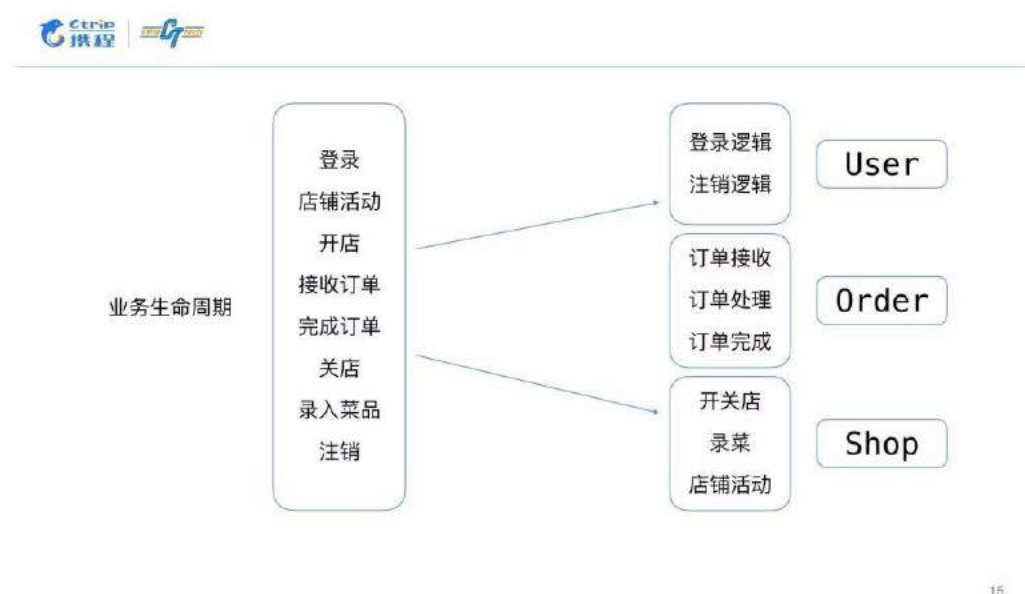 Ctrip
携程
业务生命周期
登录
店铺活动
开店
接收订单
完成订单
关店
录入菜品
注销
登录逻辑
注销逻辑
User
订单接收
订单处理
订单完成
Order
开关店
录菜
店铺活动
Shop
15